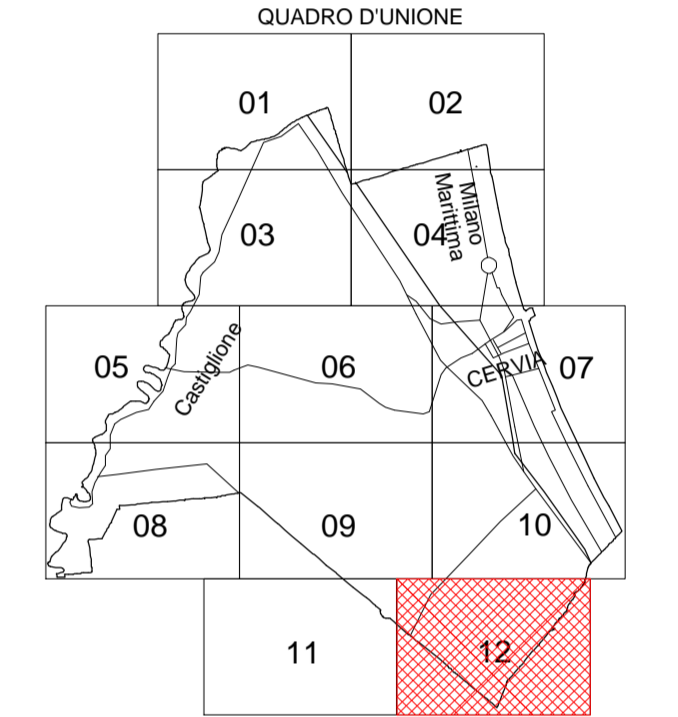 QUADRO D'UNIONE
01
02
03
04
Milano
Marittima
05
Castiglione
06
CERVIA
07
08
09
10
11
12